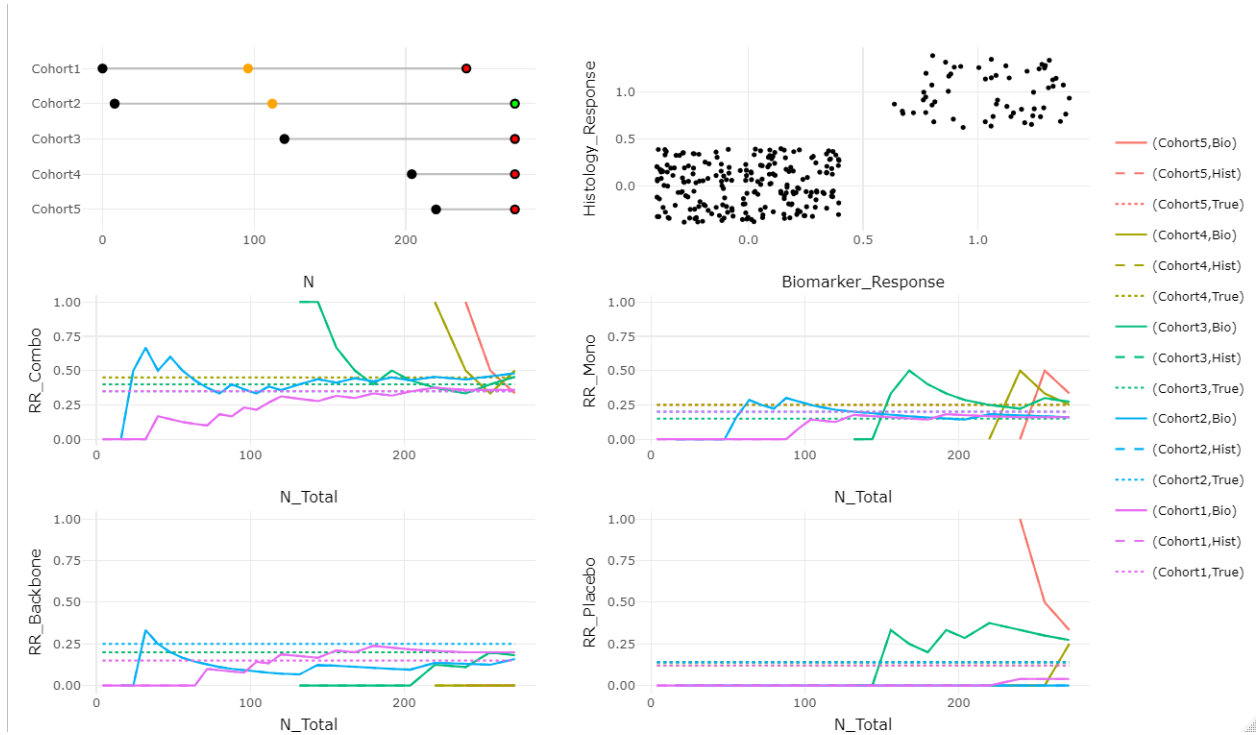 Cohort1
Cohort2
Cohort3
Cohort4
Cohort5
0
100
200
N
Histology_Response
1.0
0.5
0.0
0.0
0.5
1.0
Biomarker_Response
RR_Combo
1.00
0.75
0.50
0.25
0.00
0
100
200
N_Total
RR_Mono
1.00
0.75
0.50
0.25
0.00
0
100
200
N_Total
RR_Backbone
1.00
0.75
0.50
0.25
0.00
0
100
200
N_Total
RR_Placebo
1.00
0.75
0.50
0.25
0.00
0
100
200
N_Total
(Cohort5,Bio)
(Cohort5,Hist)
(Cohort5,True)
(Cohort4,Bio)
(Cohort4,Hist)
(Cohort4,True)
(Cohort3,Bio)
(Cohort3,Hist)
(Cohort3,True)
(Cohort2,Bio)
(Cohort2,Hist)
(Cohort2,True)
(Cohort1,Bio)
(Cohort1,Hist)
(Cohort1,True)